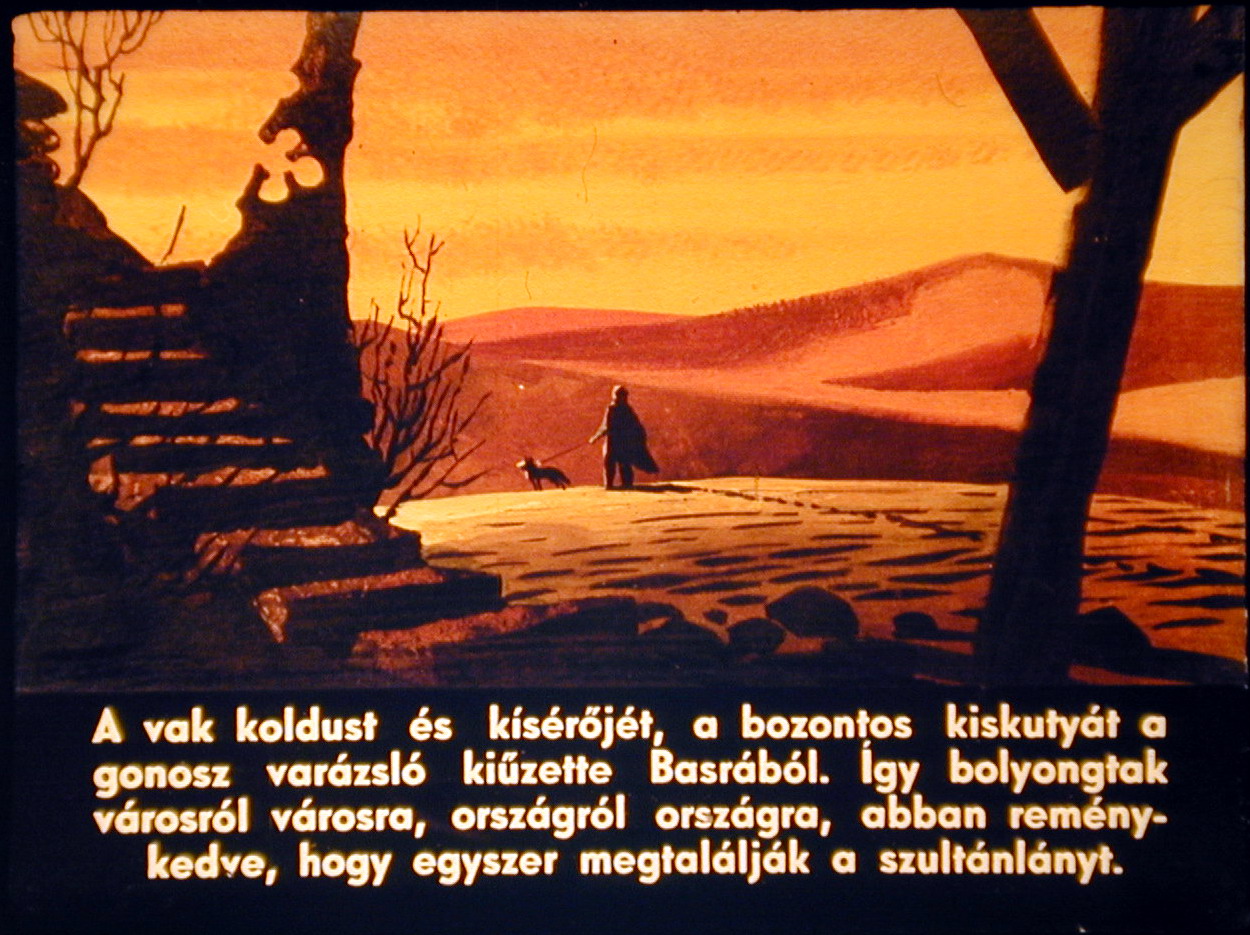 A vak koldust és kísérőjét, a bozontos kiskutyát a
gonosz varázsló kiűzette Basrából. Így bolyongtak
városról városra, országról országra, abban remény-
kedve, hogy egyszer megtalálják a szultánlányt.